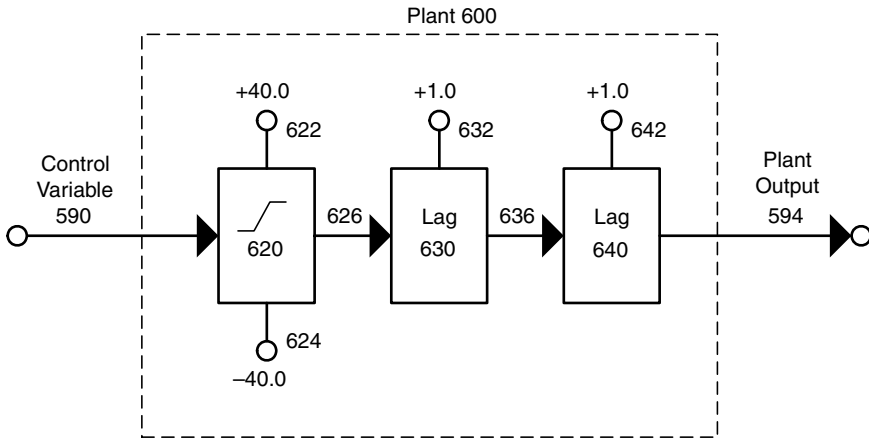 Plant 600
+40.0
622
+1.0
632
+1.0
642
Control
Variable
590
620
626
Lag
630
636
Lag
640
Plant
Output
594
624
–40.0